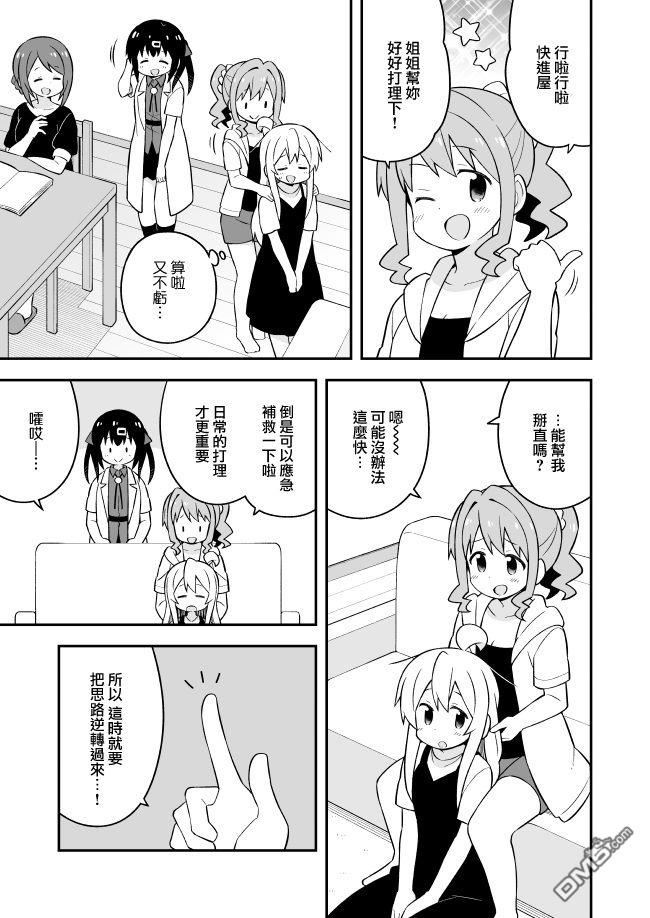 行啦行啦
快進屋
姐姐幫妳
好好打理下！
算啦
又不虧…
…能幫我
掰直嗎？
嗯~~
可能沒辦法
這麼快…
倒是可以應急
補救一下啦
日常的打理
才更重要
嚯哎──…
所以 這時就要
把思路逆轉過來…！
DM5.com